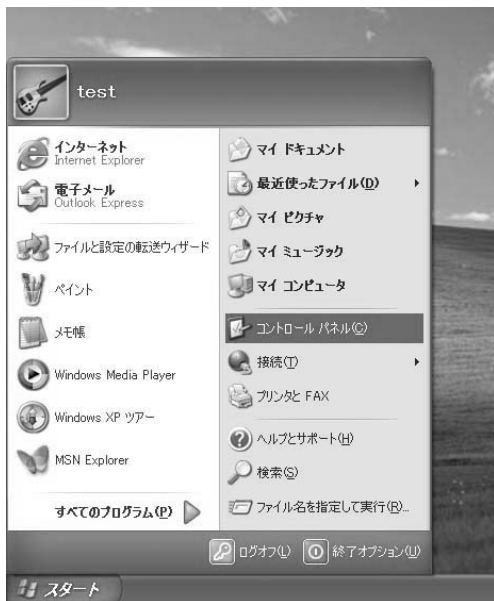 test
インターネット
Internet Explorer
電子メール
Outlook Express
ファイルと設定の転送ウィザード
ペイント
メモ帳
Windows Media Player
Windows XP ツアー
MSN Explorer
すべてのプログラム(P)
マイ ドキュメント
最近使ったファイル(D)
マイ ピクチャ
マイ ミュージック
マイ コンピュータ
コントロール パネル(C)
接続(T)
プリンタと FAX
ヘルプとサポート(H)
検索(S)
ファイル名を指定して実行(R)...
ログオフ(L)
終了オプション(U)
スタート